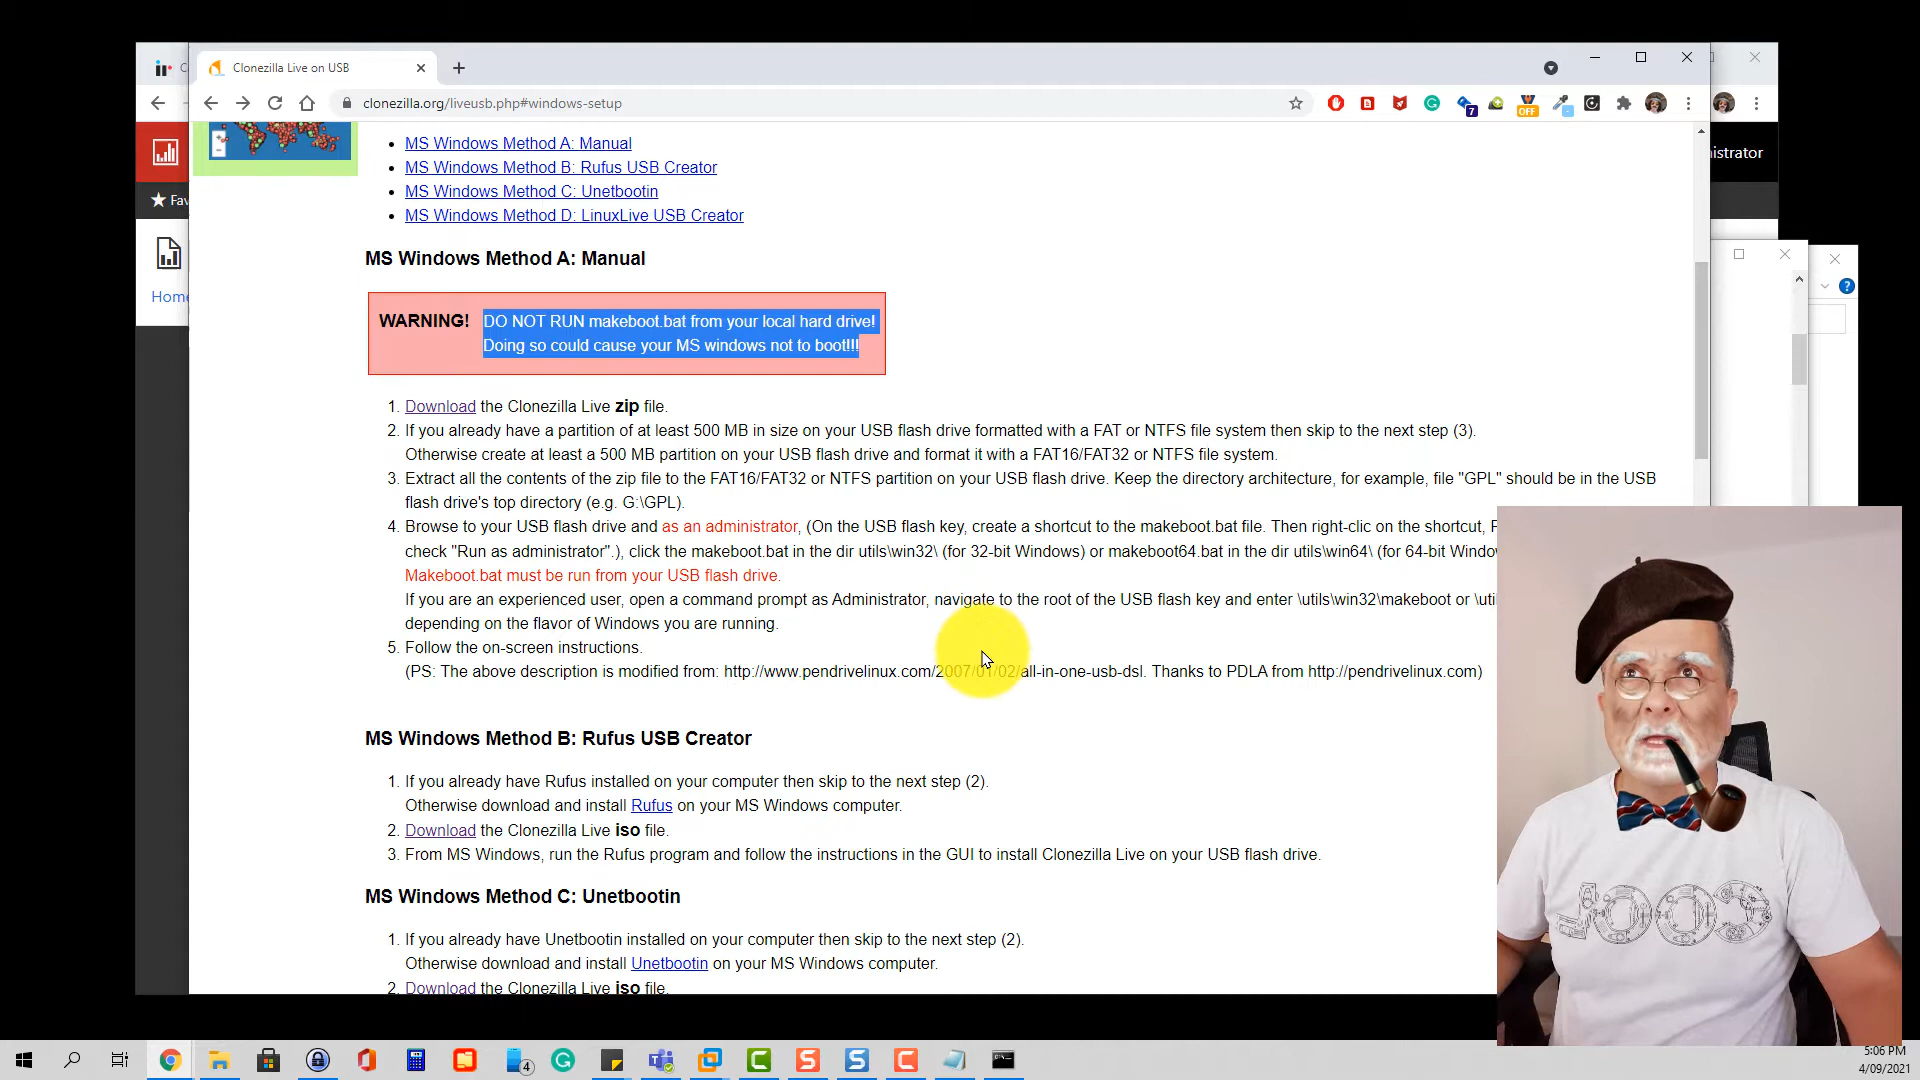 Clonezilla Live on USB
clonezilla.org/liveusb.php#windows-setup
7
OFF
istrator
Fav
Home
MS Windows Method A: Manual
MS Windows Method B: Rufus USB Creator
MS Windows Method C: Unetbootin
MS Windows Method D: LinuxLive USB Creator
MS Windows Method A: Manual
WARNING! DO NOT RUN makeboot.bat from your local hard drive!
Doing so could cause your MS windows not to boot!!!
1. Download the Clonezilla Live zip file.
2. If you already have a partition of at least 500 MB in size on your USB flash drive formatted with a FAT or NTFS file system then skip to the next step (3).
Otherwise create at least a 500 MB partition on your USB flash drive and format it with a FAT16/FAT32 or NTFS file system.
3. Extract all the contents of the zip file to the FAT16/FAT32 or NTFS partition on your USB flash drive. Keep the directory architecture, for example, file "GPL" should be in the USB
flash drive's top directory (e.g. G:\GPL).
4. Browse to your USB flash drive and as an administrator, (On the USB flash key, create a shortcut to the makeboot.bat file. Then right-clic on the shortcut,
check "Run as administrator".), click the makeboot.bat in the dir utils\win32\ (for 32-bit Windows) or makeboot64.bat in the dir utils\win64\ (for 64-bit Window
Makeboot.bat must be run from your USB flash drive.
If you are an experienced user, open a command prompt as Administrator, navigate to the root of the USB flash key and enter \utils\win32\makeboot or \uti
depending on the flavor of Windows you are running.
5. Follow the on-screen instructions.
(PS: The above description is modified from: http://www.pendrivelinux.com/2007/01/02/all-in-one-usb-dsl. Thanks to PDLA from http://pendrivelinux.com)
MS Windows Method B: Rufus USB Creator
1. If you already have Rufus installed on your computer then skip to the next step (2).
Otherwise download and install Rufus on your MS Windows computer.
2. Download the Clonezilla Live iso file.
3. From MS Windows, run the Rufus program and follow the instructions in the GUI to install Clonezilla Live on your USB flash drive.
MS Windows Method C: Unetbootin
1. If you already have Unetbootin installed on your computer then skip to the next step (2).
Otherwise download and install Unetbootin on your MS Windows computer.
2. Download the Clonezilla Live iso file.
COOL
4
5:06 PM
4/09/2021